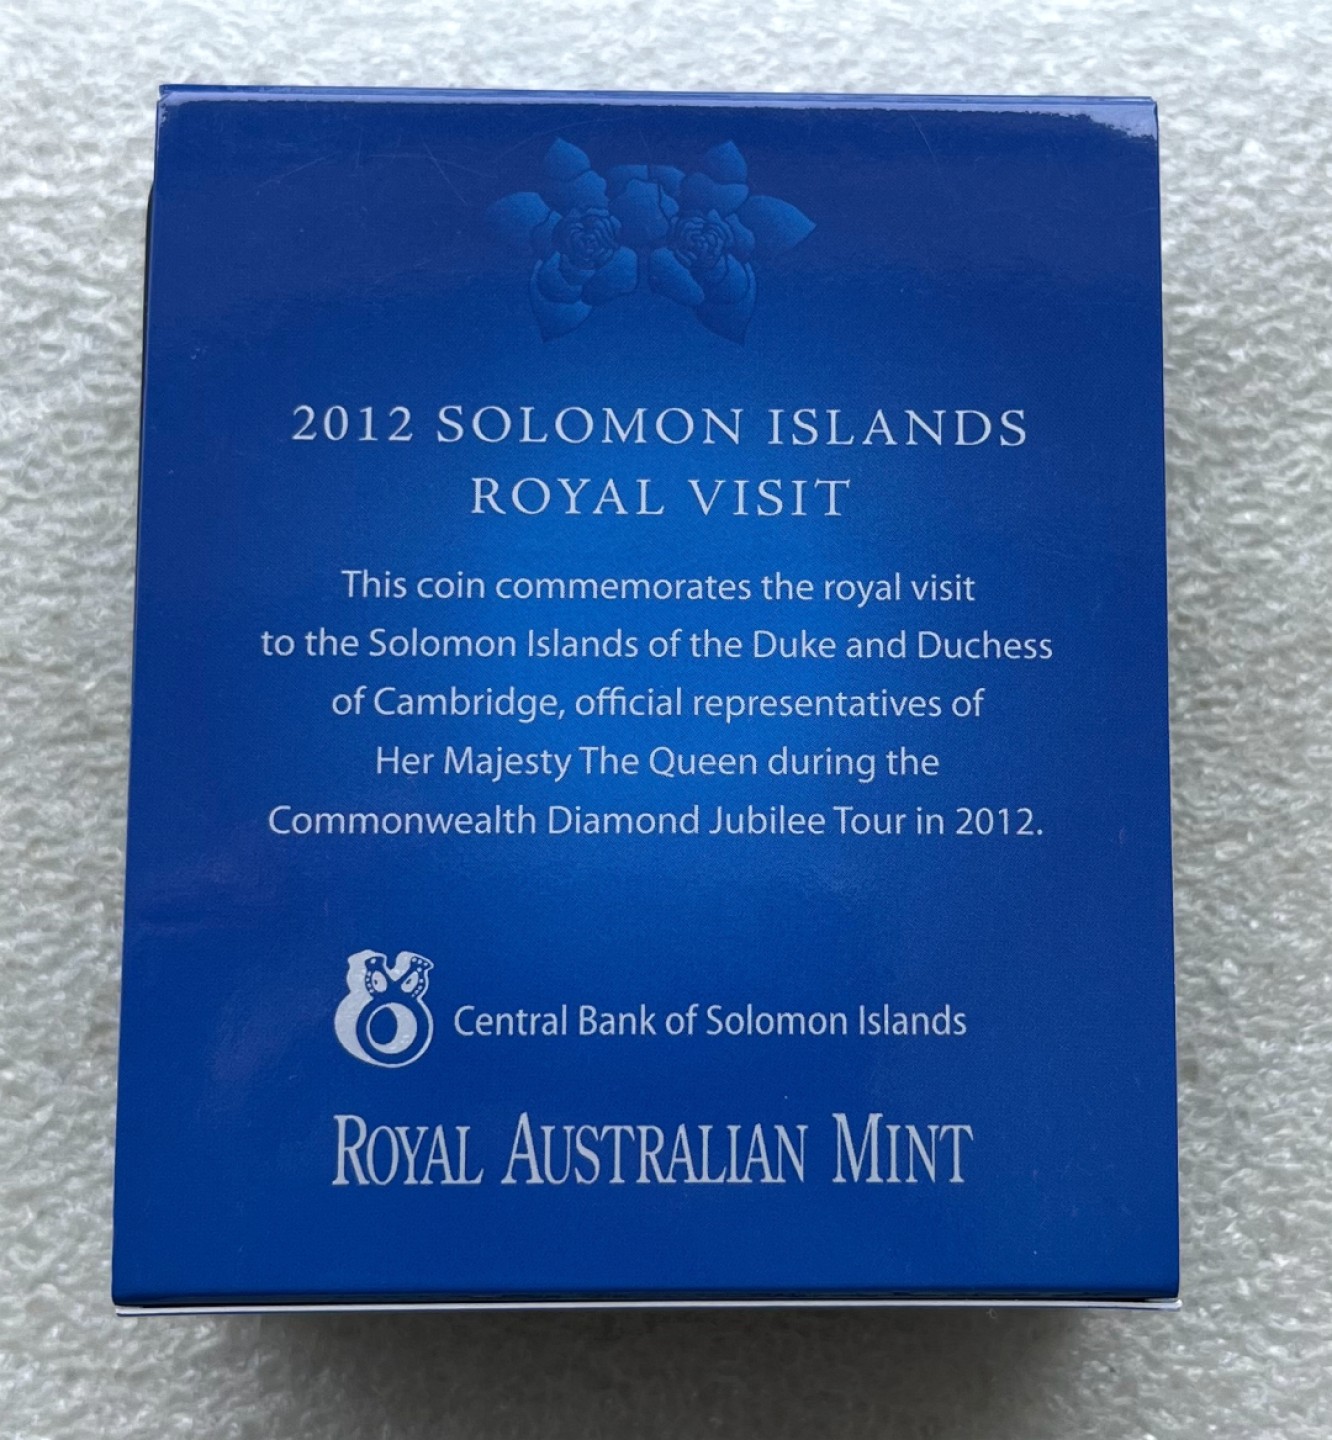 2012 SOLOMON ISLANDS
ROYAL VISIT
This coin commemorates the royal visit
to the Solomon Islands of the Duke and Duchess
of Cambridge, official representatives of
Her Majesty The Queen during the
Commonwealth Diamond Jubilee Tour in 2012.
Central Bank of Solomon Islands
ROYAL AUSTRALIAN MINT